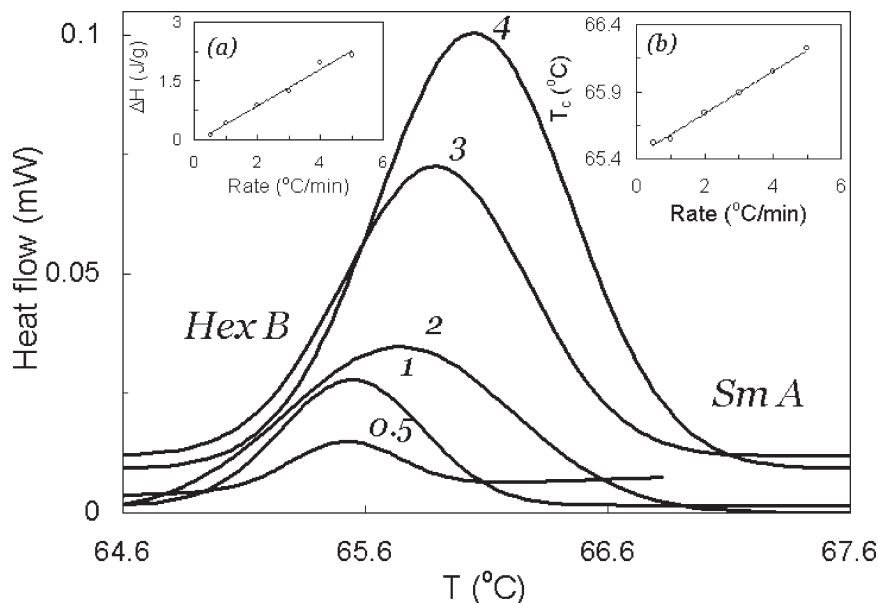 0.1
0.05
0
Heat flow (mW)
64.6 65.6 66.6 67.6
T (°C)
(a)
3
1.5
0
ΔH (J/g)
0 2 4 6
Rate (°C/min)
(b)
66.4
65.9
65.4
T_c (°C)
0 2 4 6
Rate (°C/min)
4
3
2
1
0.5
Hex B
Sm A